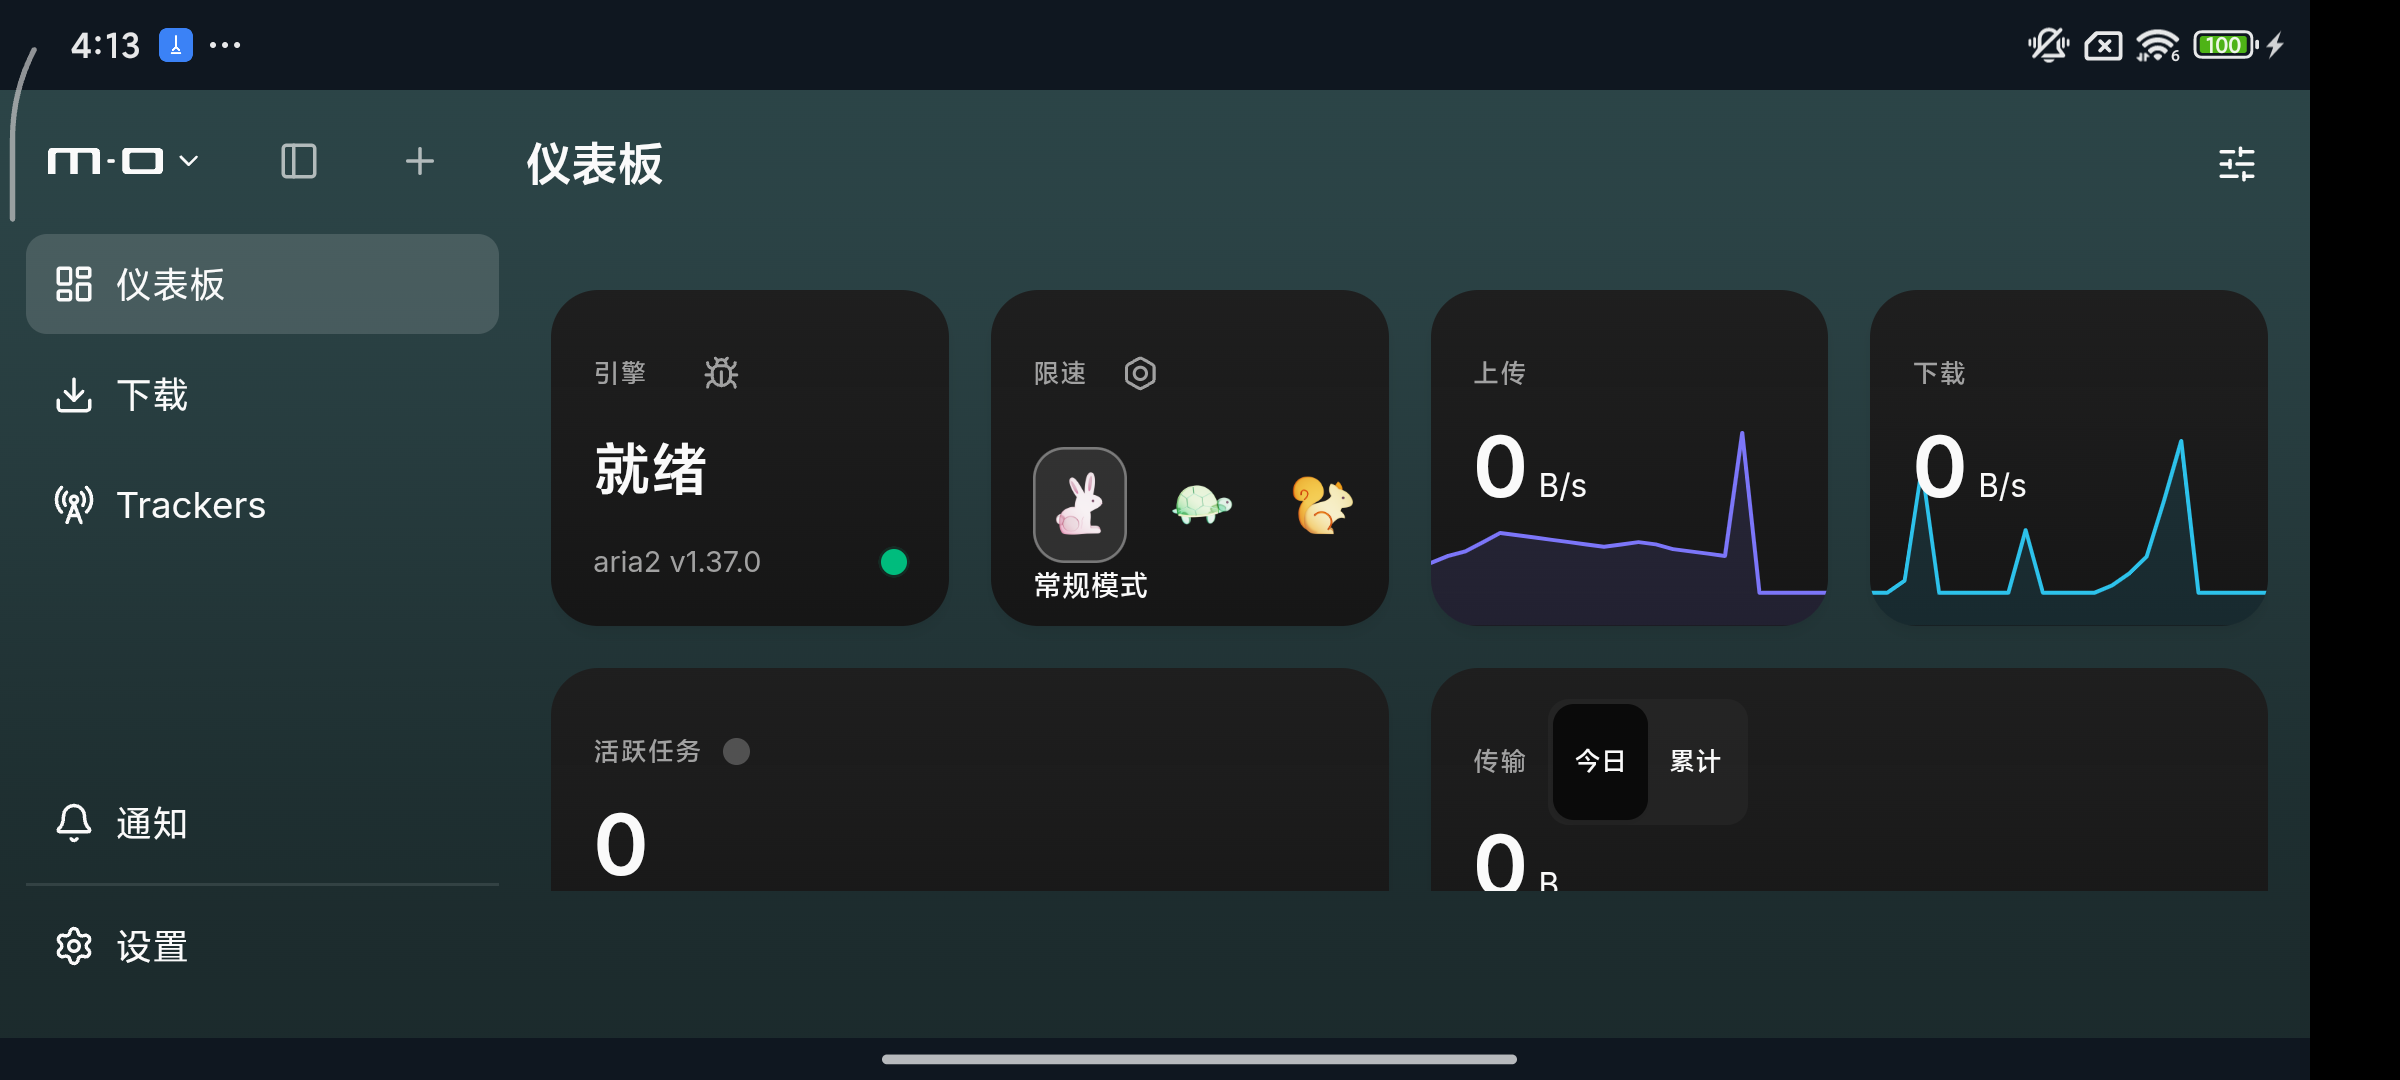 4:13
100
6
m-o
仪表板
仪表板
下载
Trackers
通知
设置
引擎
就绪
aria2 v1.37.0
限速
常规模式
上传
0 B/s
下载
0 B/s
活跃任务
0
传输
今日
累计
0 B